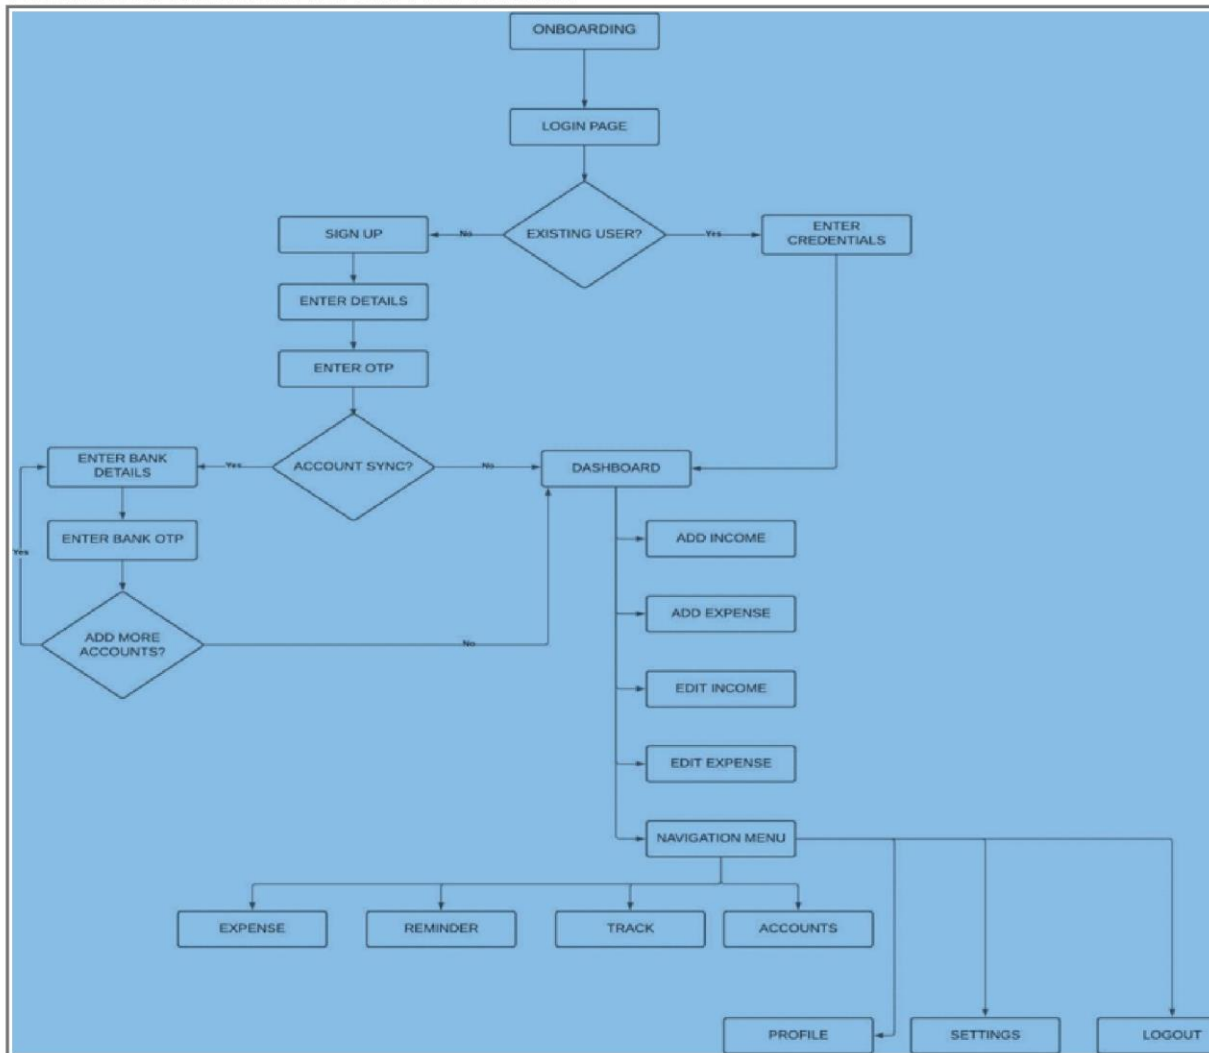 ONBOARDING
LOGIN PAGE
EXISTING USER?
No
Yes
SIGN UP
ENTER
CREDENTIALS
ENTER DETAILS
ENTER OTP
ACCOUNT SYNC?
Yes
No
ENTER BANK
DETAILS
DASHBOARD
ENTER BANK OTP
Yes
ADD MORE
ACCOUNTS?
No
ADD INCOME
ADD EXPENSE
EDIT INCOME
EDIT EXPENSE
NAVIGATION MENU
EXPENSE
REMINDER
TRACK
ACCOUNTS
PROFILE
SETTINGS
LOGOUT